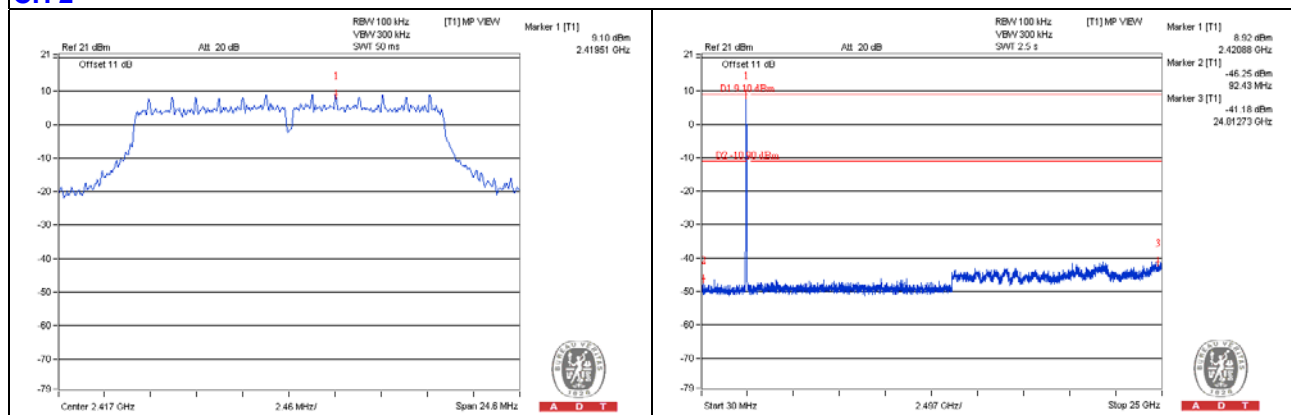 CH 2
RBW 100 kHz
[T1] MP VIEW
VBW 300 kHz
Marker 1 [T1]
Ref 21 dBm
Att 20 dB
SWT 50 ms
9.10 dBm
2.41951 GHz
Offset 11 dB
1
21
10
0
-10
-20
-30
-40
-50
-60
-70
-79
Center 2.417 GHz
2.46 MHz/
Span 24.6 MHz
BUREAU VERITAS
1828
A D T
RBW 100 kHz
[T1] MP VIEW
VBW 300 kHz
Marker 1 [T1]
Ref 21 dBm
Att 20 dB
SWT 2.5 s
8.92 dBm
2.42088 GHz
Marker 2 [T1]
-46.25 dBm
92.43 MHz
Marker 3 [T1]
-41.18 dBm
24.01273 GHz
Offset 11 dB
1
D1 9.10 dBm
D2 -10.90 dBm
2
3
21
10
0
-10
-20
-30
-40
-50
-60
-70
-79
Start 30 MHz
2.497 GHz/
Stop 25 GHz
BUREAU VERITAS
1828
A D T